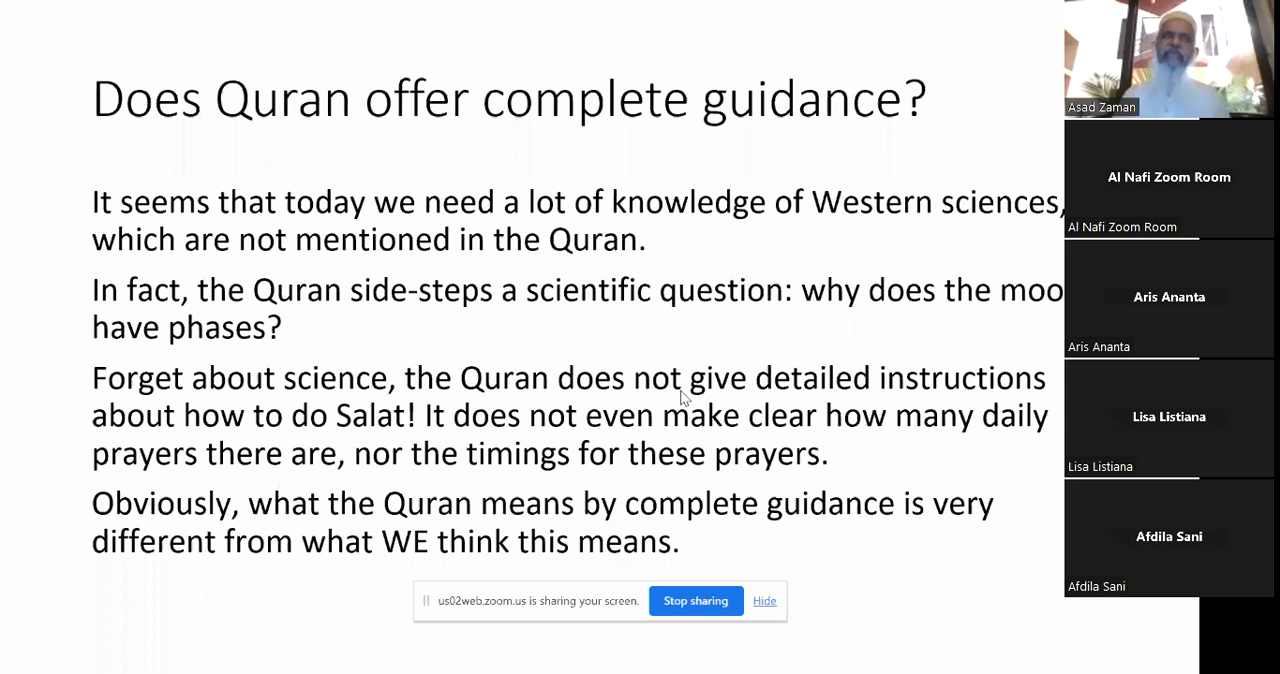 Does Quran offer complete guidance?
It seems that today we need a lot of knowledge of Western sciences,
which are not mentioned in the Quran.
In fact, the Quran side-steps a scientific question: why does the moo
have phases?
Forget about science, the Quran does not give detailed instructions
about how to do Salat! It does not even make clear how many daily
prayers there are, nor the timings for these prayers.
Obviously, what the Quran means by complete guidance is very
different from what WE think this means.
us02web.zoom.us is sharing your screen.
Stop sharing
Hide
Asad Zaman
Al Nafi Zoom Room
Al Nafi Zoom Room
Aris Ananta
Aris Ananta
Lisa Listiana
Lisa Listiana
Afdila Sani
Afdila Sani